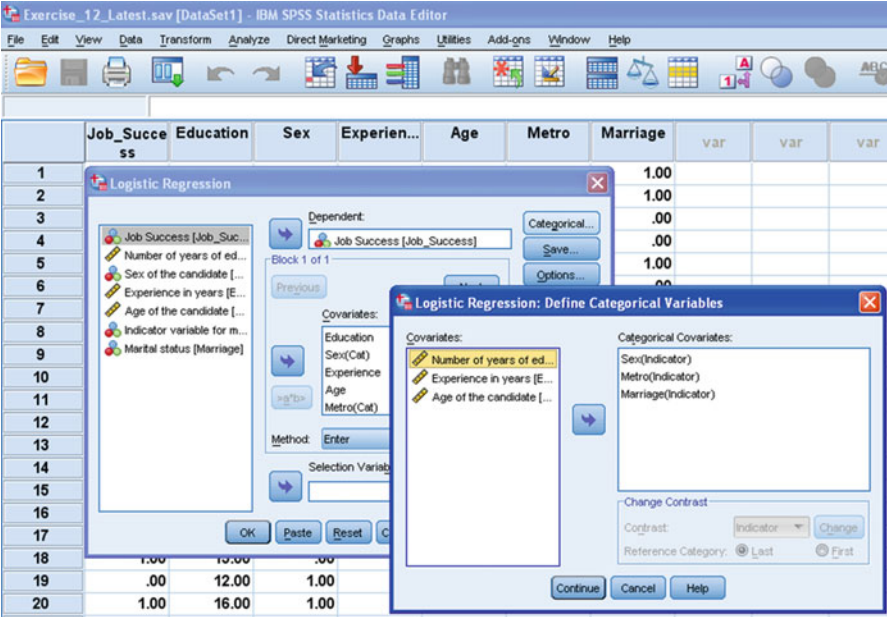 Exercise_12_Latest.sav [DataSet1] - IBM SPSS Statistics Data Editor
File Edit View Data Transform Analyze Direct Marketing Graphs Utilities Add-ons Window Help
Job_Succe
ss
Education
Sex
Experien...
Age
Metro
Marriage
var
var
var
1 1.00
2 1.00
3 .00
4 .00
5 1.00
6
7
8
9
10
11
12
13
14
15
16
17
18
19 .00 12.00 1.00
20 1.00 16.00 1.00
Logistic Regression
Job Success [Job_Suc...
Number of years of ed...
Sex of the candidate [...
Experience in years [E...
Age of the candidate [...
Indicator variable for m...
Marital status [Marriage]
Dependent:
Job Success [Job_Success]
Block 1 of 1
Previous
Covariates:
Education
Sex(Cat)
Experience
Age
Metro(Cat)
>a*b>
Method: Enter
Selection Variab
Categorical...
Save...
Options...
OK Paste Reset C
Logistic Regression: Define Categorical Variables
Covariates:
Number of years of ed...
Experience in years [E...
Age of the candidate [...
Categorical Covariates:
Sex(Indicator)
Metro(Indicator)
Marriage(Indicator)
Change Contrast
Contrast: Indicator Change
Reference Category: Last First
Continue Cancel Help